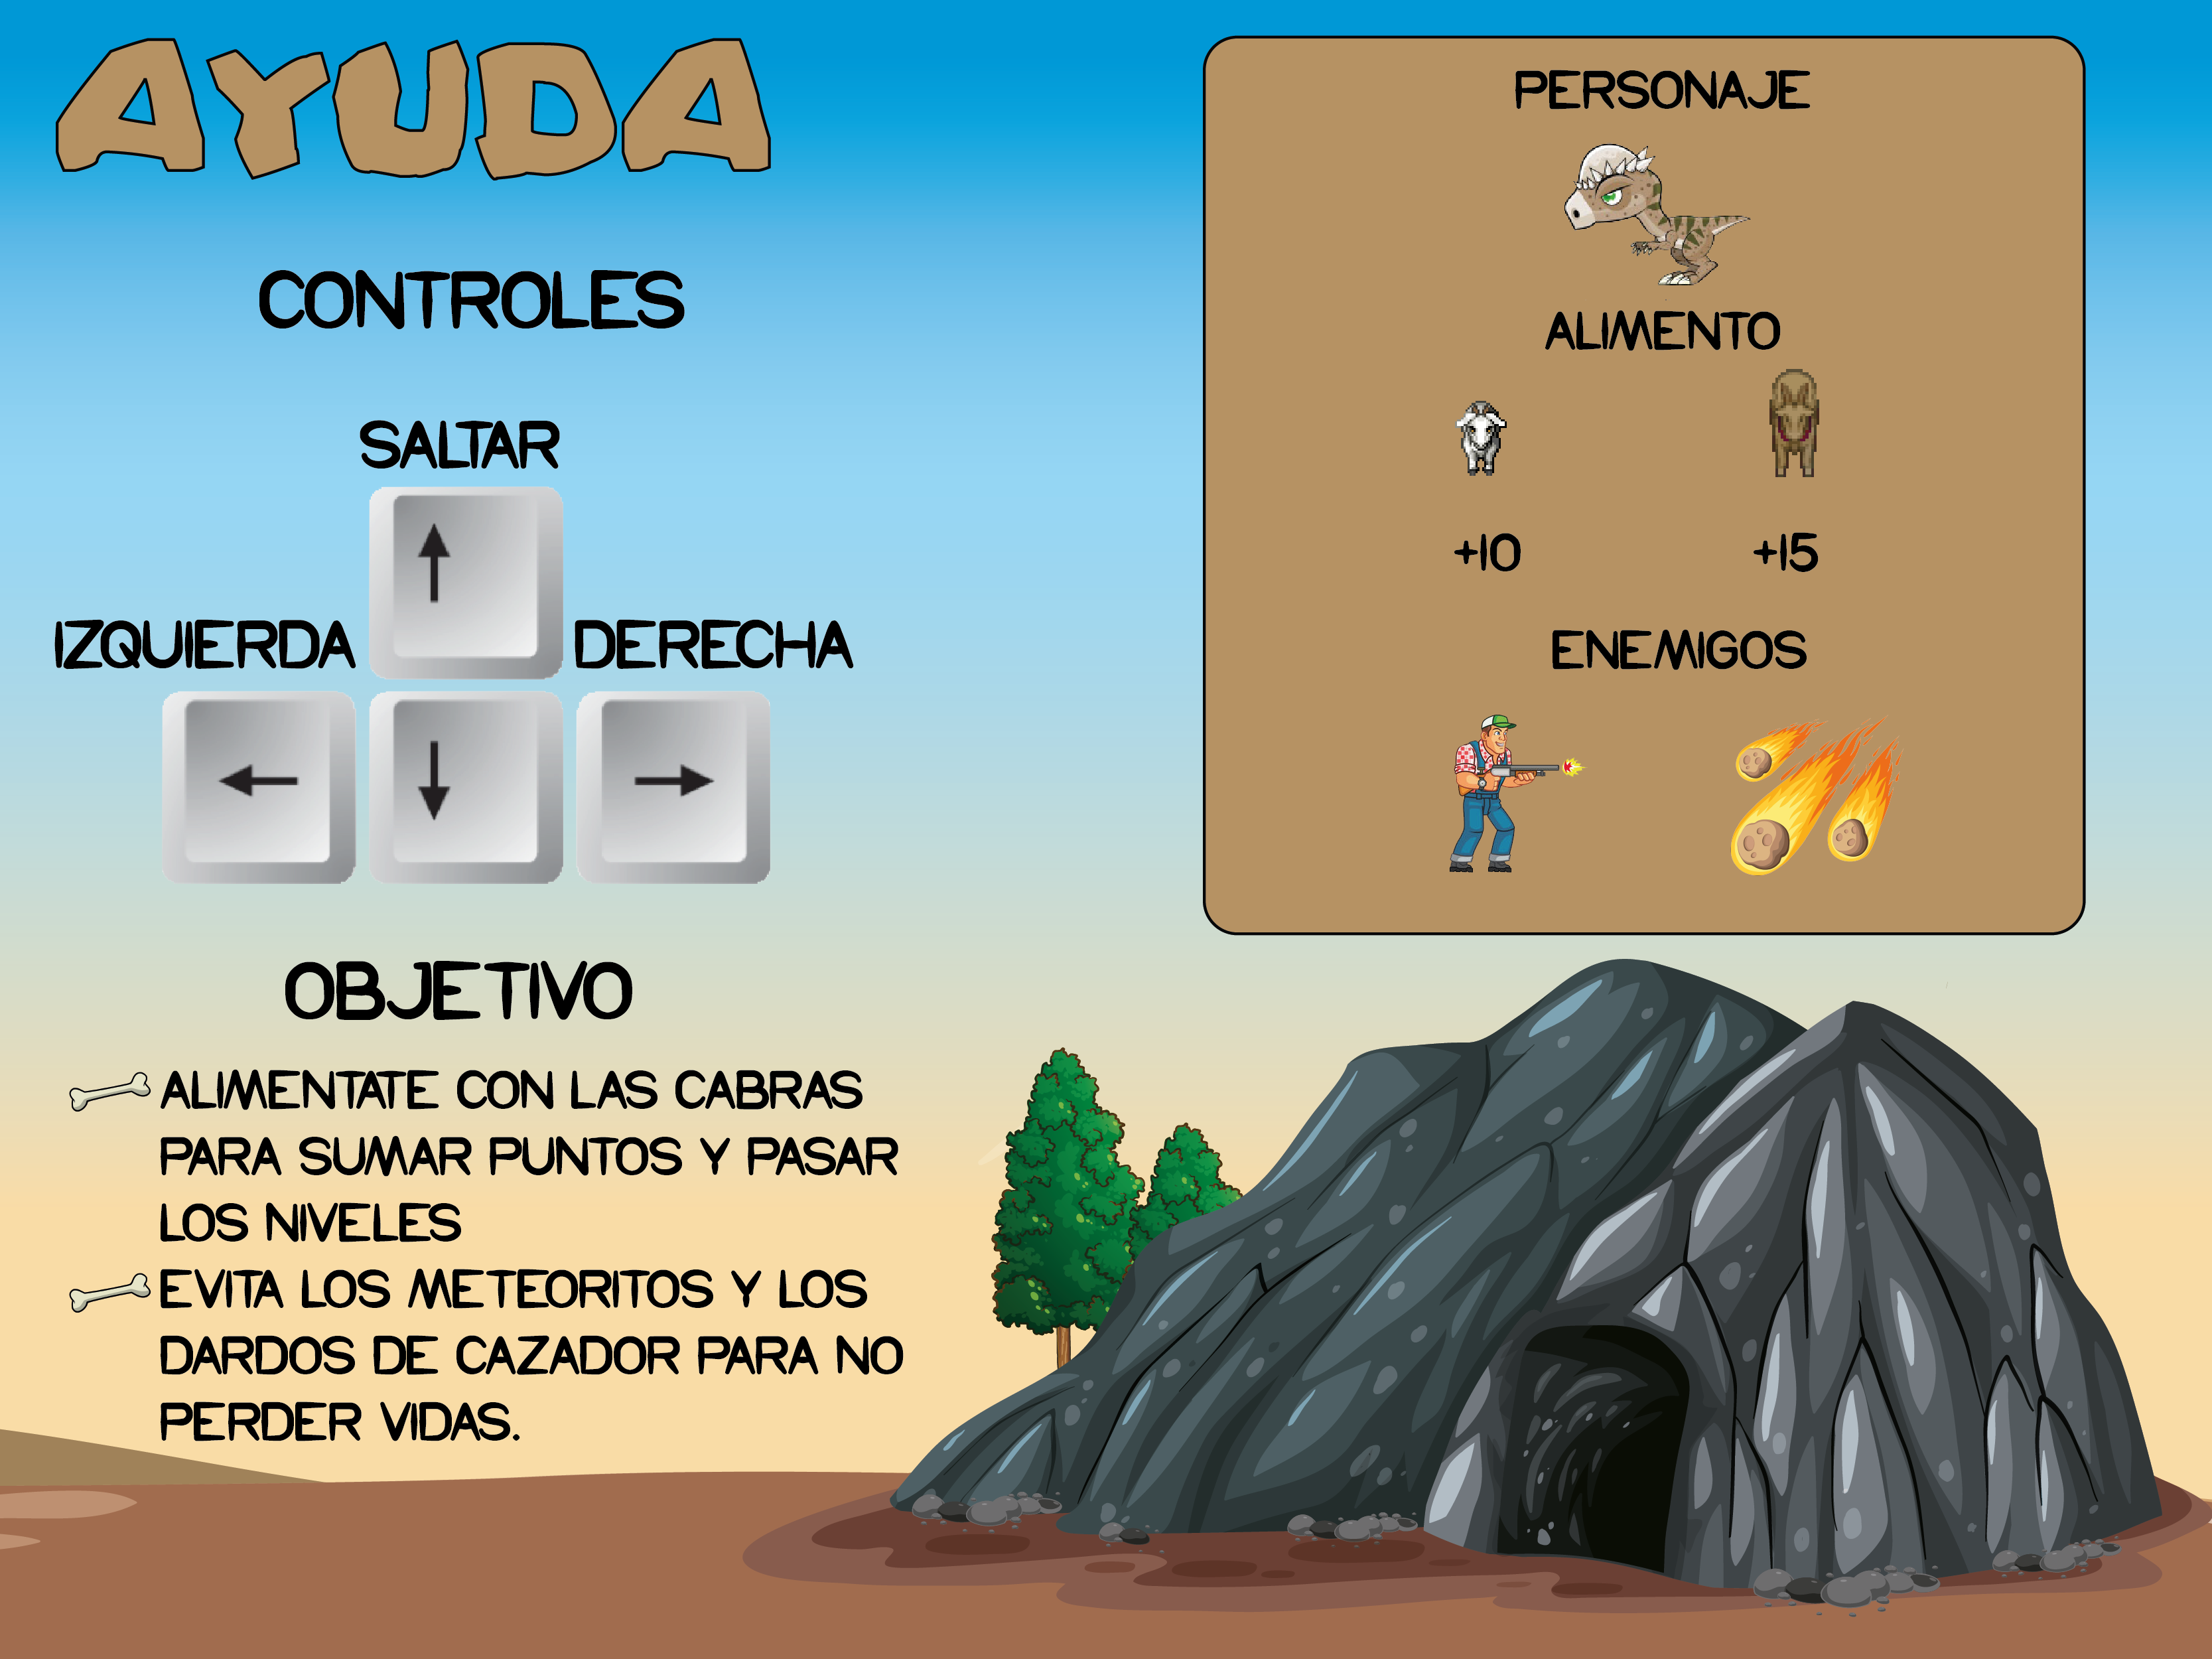 AYUDA
CONTROLES
SALTAR
IZQUIERDA
DERECHA
OBJETIVO
ALIMENTATE CON LAS CABRAS
PARA SUMAR PUNTOS Y PASAR
LOS NIVELES
EVITA LOS METEORITOS Y LOS
DARDOS DE CAZADOR PARA NO
PERDER VIDAS.
PERSONAJE
ALIMENTO
+10
+15
ENEMIGOS